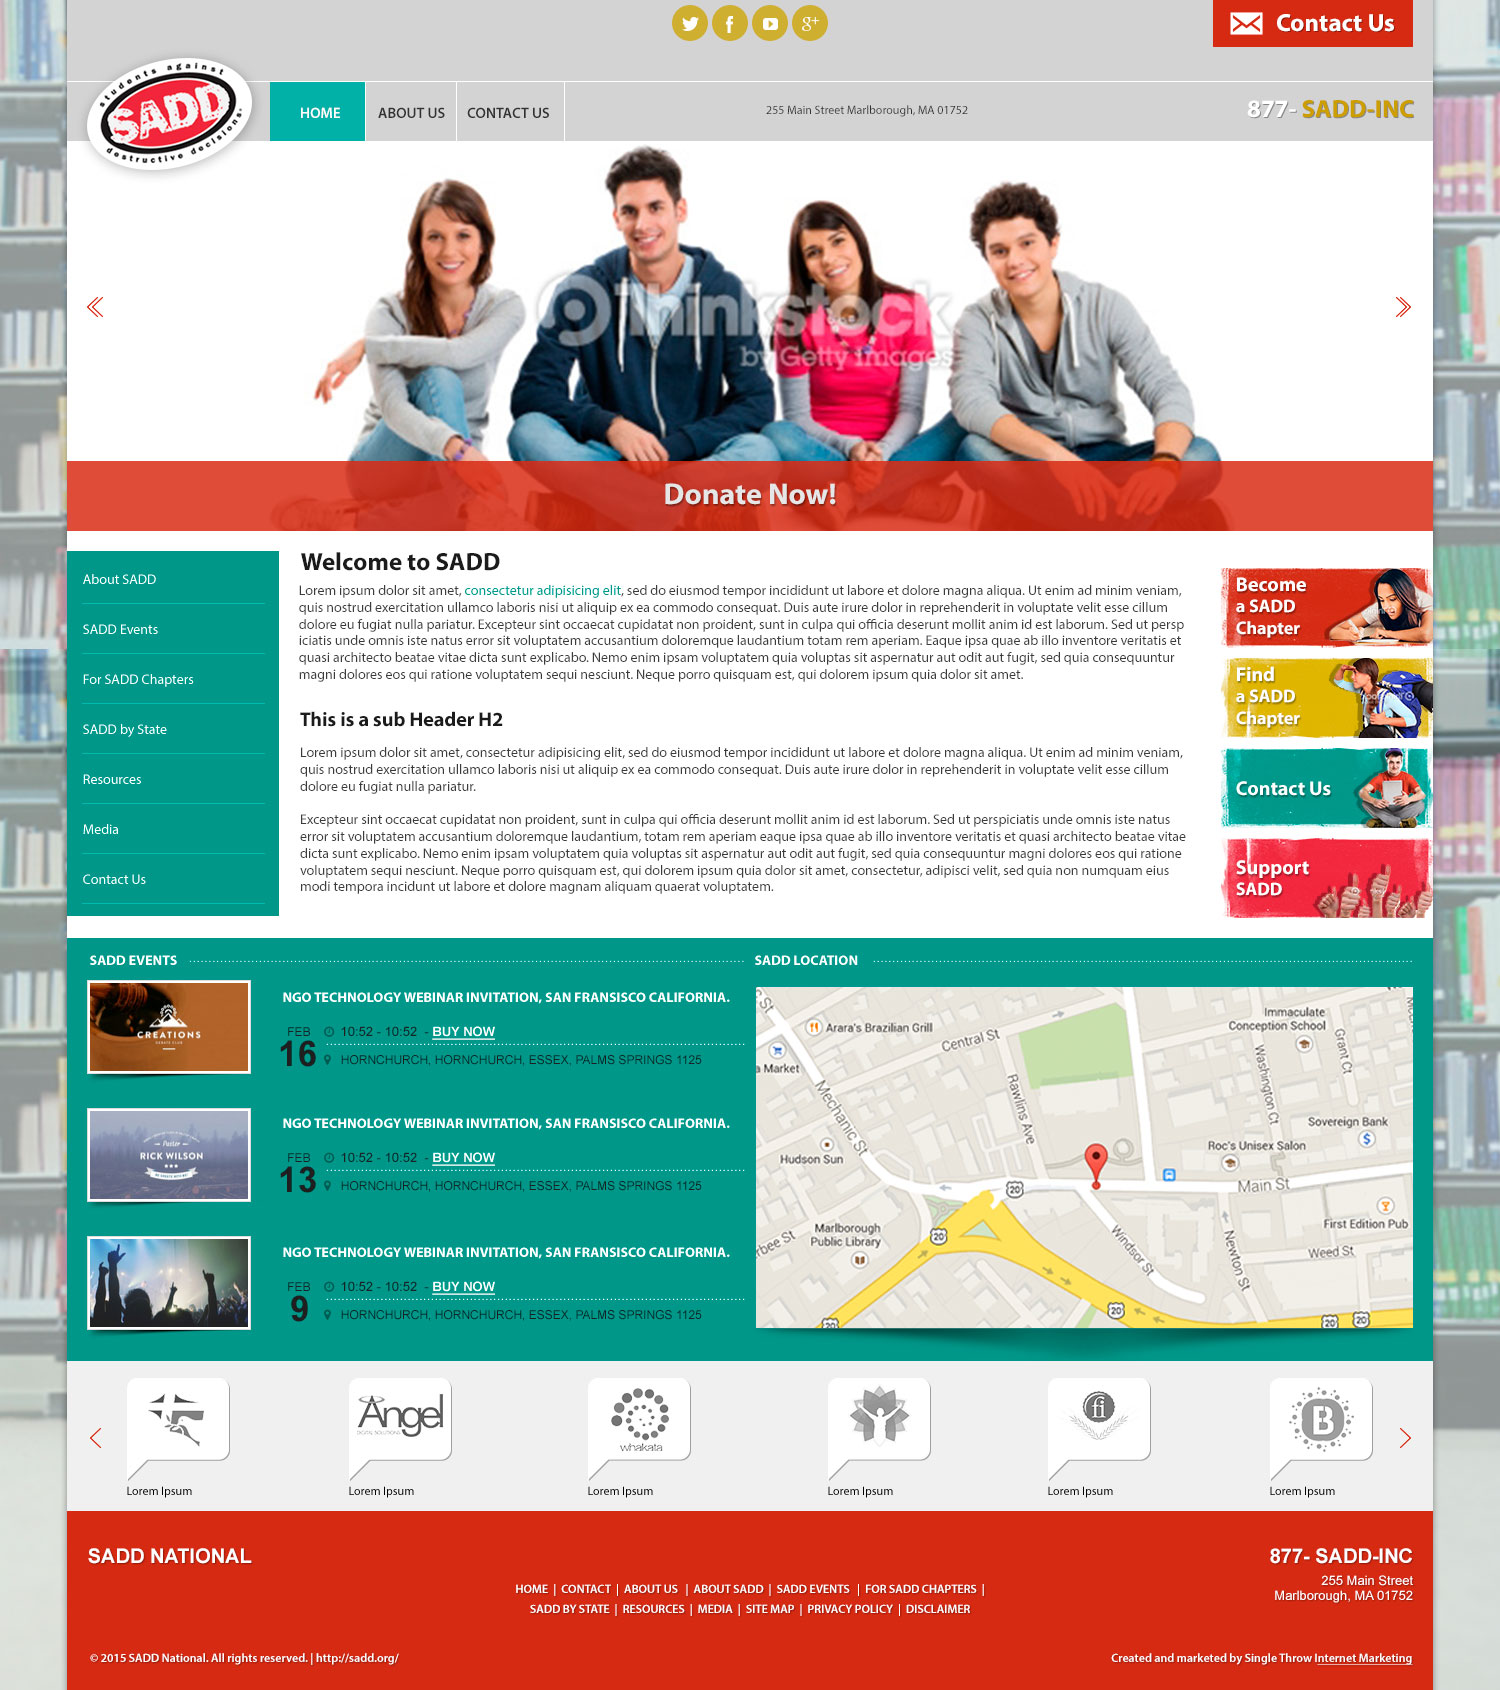 Contact Us
students against
SADD
destructive decisions.
HOME
ABOUT US
CONTACT US
255 Main Street Marlborough, MA 01752
877- SADD-INC
Thinkstock
by Getty Images
Donate Now!
About SADD
SADD Events
For SADD Chapters
SADD by State
Resources
Media
Contact Us
Welcome to SADD
Lorem ipsum dolor sit amet, consectetur adipisicing elit, sed do eiusmod tempor incididunt ut labore et dolore magna aliqua. Ut enim ad minim veniam,
quis nostrud exercitation ullamco laboris nisi ut aliquip ex ea commodo consequat. Duis aute irure dolor in reprehenderit in voluptate velit esse cillum
dolore eu fugiat nulla pariatur. Excepteur sint occaecat cupidatat non proident, sunt in culpa qui officia deserunt mollit anim id est laborum. Sed ut persp
iciatis unde omnis iste natus error sit voluptatem accusantium doloremque laudantium totam rem aperiam. Eaque ipsa quae ab illo inventore veritatis et
quasi architecto beatae vitae dicta sunt explicabo. Nemo enim ipsam voluptatem quia voluptas sit aspernatur aut odit aut fugit, sed quia consequuntur
magni dolores eos qui ratione voluptatem sequi nesciunt. Neque porro quisquam est, qui dolorem ipsum quia dolor sit amet.
This is a sub Header H2
Lorem ipsum dolor sit amet, consectetur adipisicing elit, sed do eiusmod tempor incididunt ut labore et dolore magna aliqua. Ut enim ad minim veniam,
quis nostrud exercitation ullamco laboris nisi ut aliquip ex ea commodo consequat. Duis aute irure dolor in reprehenderit in voluptate velit esse cillum
dolore eu fugiat nulla pariatur.
Excepteur sint occaecat cupidatat non proident, sunt in culpa qui officia deserunt mollit anim id est laborum. Sed ut perspiciatis unde omnis iste natus
error sit voluptatem accusantium doloremque laudantium, totam rem aperiam eaque ipsa quae ab illo inventore veritatis et quasi architecto beatae vitae
dicta sunt explicabo. Nemo enim ipsam voluptatem quia voluptas sit aspernatur aut odit aut fugit, sed quia consequuntur magni dolores eos qui ratione
voluptatem sequi nesciunt. Neque porro quisquam est, qui dolorem ipsum quia dolor sit amet, consectetur, adipisci velit, sed quia non numquam eius
modi tempora incidunt ut labore et dolore magnam aliquam quaerat voluptatem.
Become
a SADD
Chapter
Find
a SADD
Chapter
Contact Us
Support
SADD
SADD EVENTS
CREATIONS
NGO TECHNOLOGY WEBINAR INVITATION, SAN FRANSISCO CALIFORNIA.
FEB
16
10:52 - 10:52 - BUY NOW
HORNCHURCH, HORNCHURCH, ESSEX, PALMS SPRINGS 1125
RICK WILSON
NGO TECHNOLOGY WEBINAR INVITATION, SAN FRANSISCO CALIFORNIA.
FEB
13
10:52 - 10:52 - BUY NOW
HORNCHURCH, HORNCHURCH, ESSEX, PALMS SPRINGS 1125
NGO TECHNOLOGY WEBINAR INVITATION, SAN FRANSISCO CALIFORNIA.
FEB
9
10:52 - 10:52 - BUY NOW
HORNCHURCH, HORNCHURCH, ESSEX, PALMS SPRINGS 1125
SADD LOCATION
Arara's Brazilian Grill
Central St
Immaculate
Conception School
Grant Ct
Washington Ct
a Market
Mechanic St
Rawlins Ave
Sovereign Bank
Hudson Sun
Roc's Unisex Salon
Main St
20
Marlborough
Public Library
First Edition Pub
20
Weed St
Windsor St
Newton St
rbee St
20
20
20
20
Angel
DIGITAL SOLUTIONS
whakata
fi
B
Lorem Ipsum
Lorem Ipsum
Lorem Ipsum
Lorem Ipsum
Lorem Ipsum
Lorem Ipsum
SADD NATIONAL
877- SADD-INC
255 Main Street
Marlborough, MA 01752
HOME | CONTACT | ABOUT US | ABOUT SADD | SADD EVENTS | FOR SADD CHAPTERS |
SADD BY STATE | RESOURCES | MEDIA | SITE MAP | PRIVACY POLICY | DISCLAIMER
© 2015 SADD National. All rights reserved. | http://sadd.org/
Created and marketed by Single Throw Internet Marketing